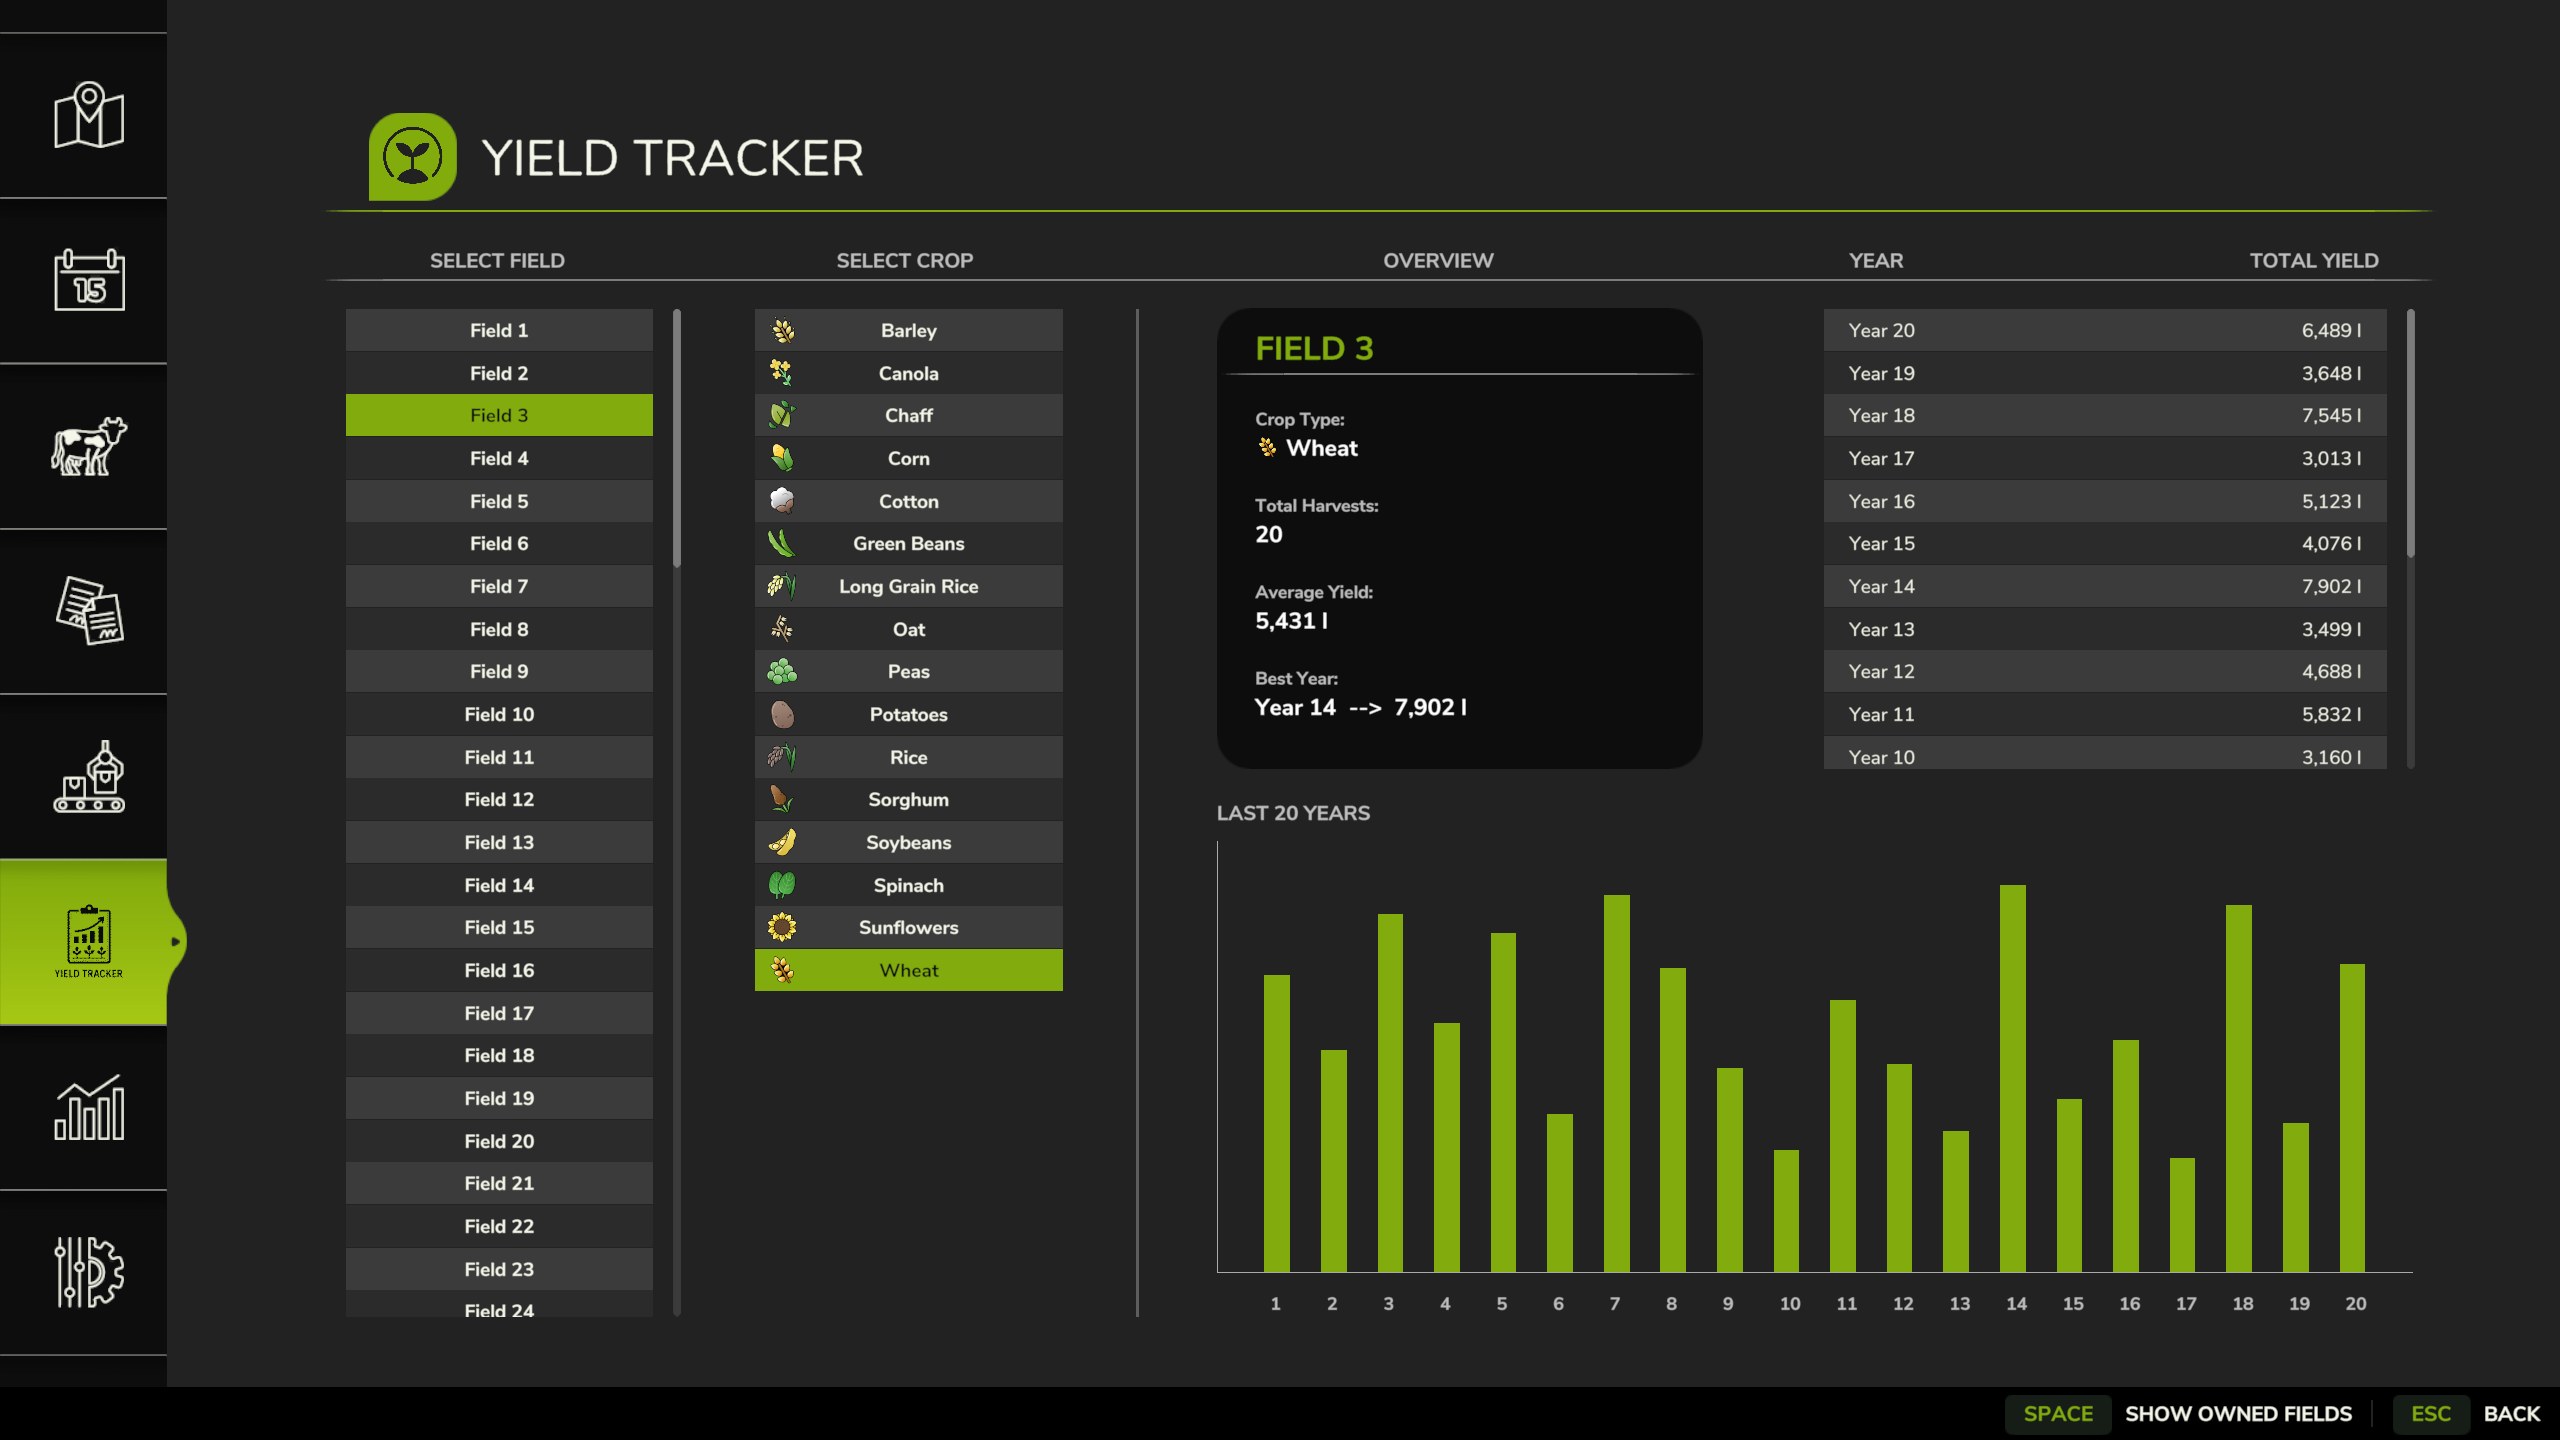 YIELD TRACKER
SELECT FIELD
SELECT CROP
OVERVIEW
YEAR
TOTAL YIELD
15
YIELD TRACKER
Field 1
Field 2
Field 3
Field 4
Field 5
Field 6
Field 7
Field 8
Field 9
Field 10
Field 11
Field 12
Field 13
Field 14
Field 15
Field 16
Field 17
Field 18
Field 19
Field 20
Field 21
Field 22
Field 23
Field 24
Barley
Canola
Chaff
Corn
Cotton
Green Beans
Long Grain Rice
Oat
Peas
Potatoes
Rice
Sorghum
Soybeans
Spinach
Sunflowers
Wheat
FIELD 3
Crop Type:
Wheat
Total Harvests:
20
Average Yield:
5,431 l
Best Year:
Year 14 --> 7,902 l
Year 20 6,489 l
Year 19 3,648 l
Year 18 7,545 l
Year 17 3,013 l
Year 16 5,123 l
Year 15 4,076 l
Year 14 7,902 l
Year 13 3,499 l
Year 12 4,688 l
Year 11 5,832 l
Year 10 3,160 l
LAST 20 YEARS
1 2 3 4 5 6 7 8 9 10 11 12 13 14 15 16 17 18 19 20
SPACE SHOW OWNED FIELDS ESC BACK